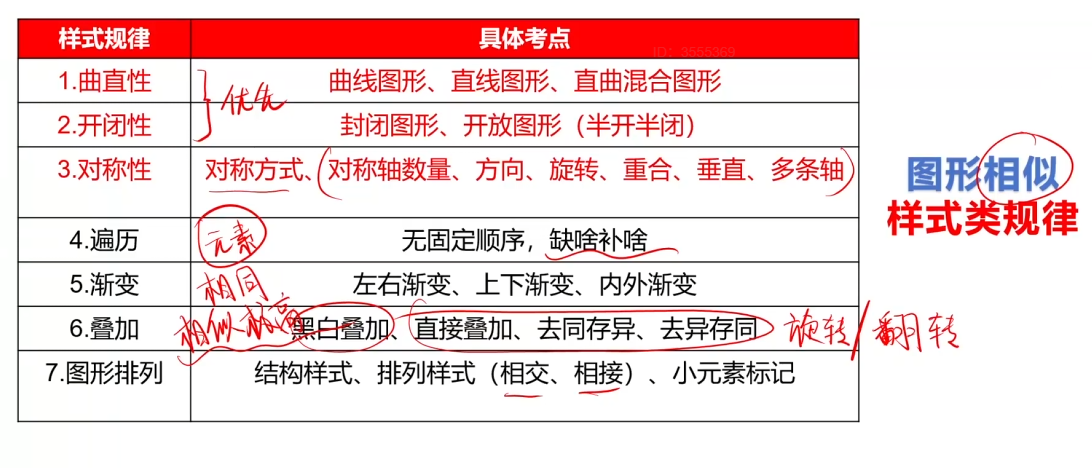 样式规律 具体考点
ID：3555369
1.曲直性 曲线图形、直线图形、直曲混合图形
优先
2.开闭性 封闭图形、开放图形（半开半闭）
3.对称性 对称方式、对称轴数量、方向、旋转、重合、垂直、多条轴
图形相似
样式类规律
4.遍历 元素 无固定顺序，缺啥补啥
5.渐变 相同 左右渐变、上下渐变、内外渐变
6.叠加 相似较高 黑白叠加、直接叠加、去同存异、去异存同 旋转/翻转
7.图形排列 结构样式、排列样式（相交、相接）、小元素标记